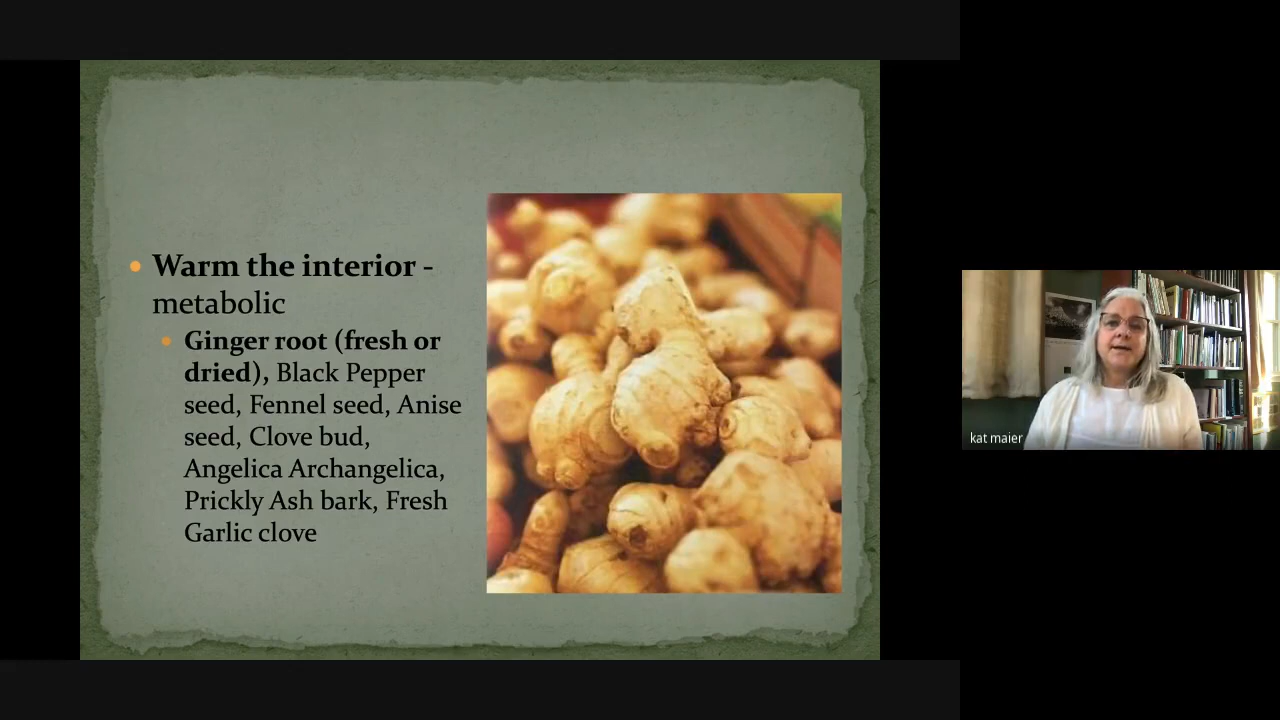 Warm the interior -
metabolic
Ginger root (fresh or
dried), Black Pepper
seed, Fennel seed, Anise
seed, Clove bud,
Angelica Archangelica,
Prickly Ash bark, Fresh
Garlic clove
kat maier